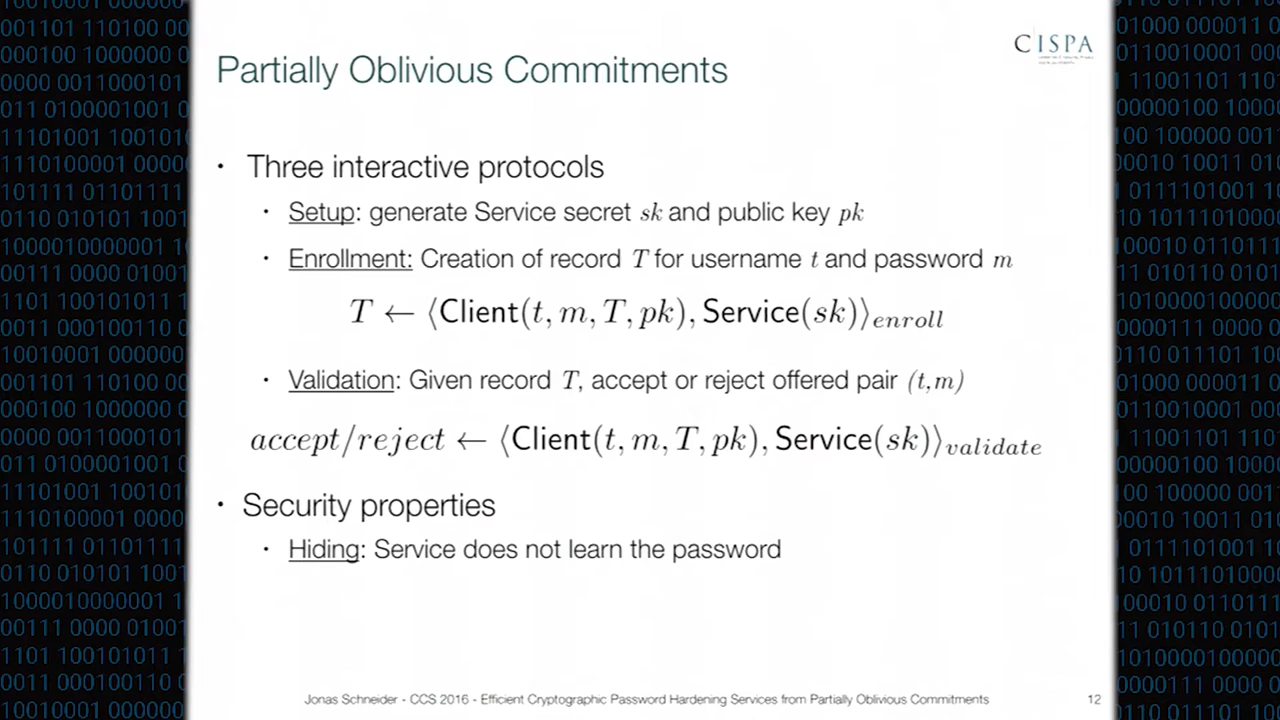 CISPA
Partially Oblivious Commitments
• Three interactive protocols
• Setup: generate Service secret sk and public key pk
• Enrollment: Creation of record T for username t and password m
T ← ⟨Client(t, m, T, pk), Service(sk)⟩enroll
• Validation: Given record T, accept or reject offered pair (t,m)
accept/reject ← ⟨Client(t, m, T, pk), Service(sk)⟩validate
• Security properties
• Hiding: Service does not learn the password
Jonas Schneider - CCS 2016 - Efficient Cryptographic Password Hardening Services from Partially Oblivious Commitments 12